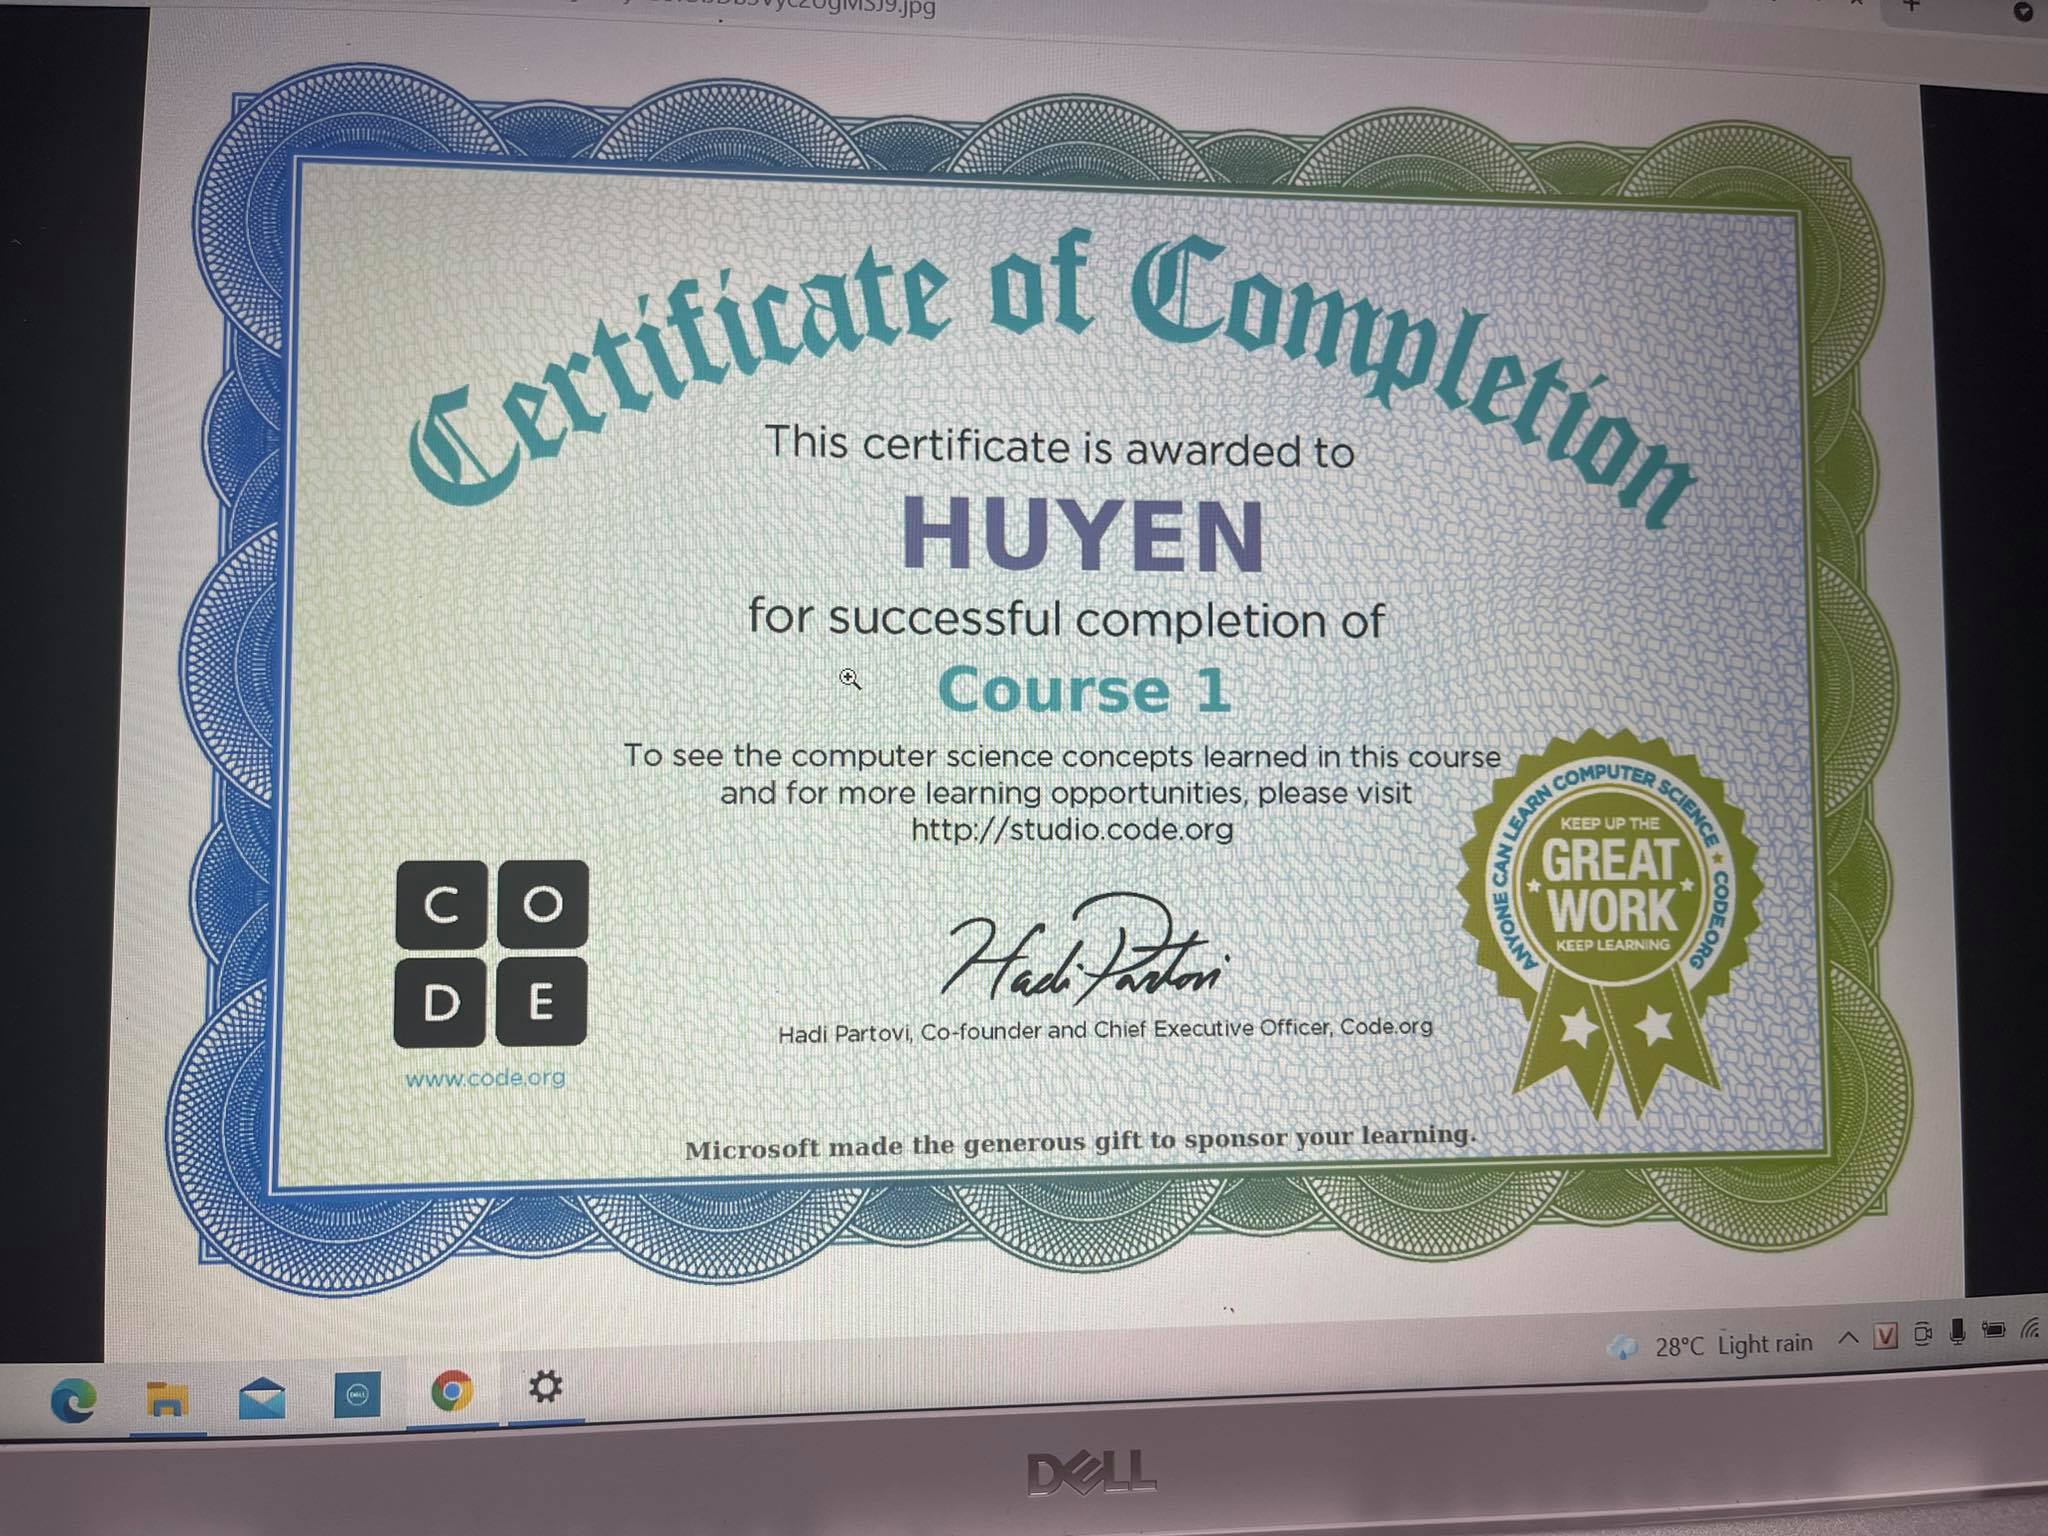 Certificate of Completion
This certificate is awarded to
HUYEN
for successful completion of
Course 1
To see the computer science concepts learned in this course
and for more learning opportunities, please visit
http://studio.code.org
C O
D E
www.code.org
Hadi Partovi
Hadi Partovi, Co-founder and Chief Executive Officer, Code.org
ANYONE CAN LEARN COMPUTER SCIENCE ★ CODE.ORG
KEEP UP THE
GREAT
WORK
KEEP LEARNING
Microsoft made the generous gift to sponsor your learning.
28°C Light rain
V
DELL
DELL